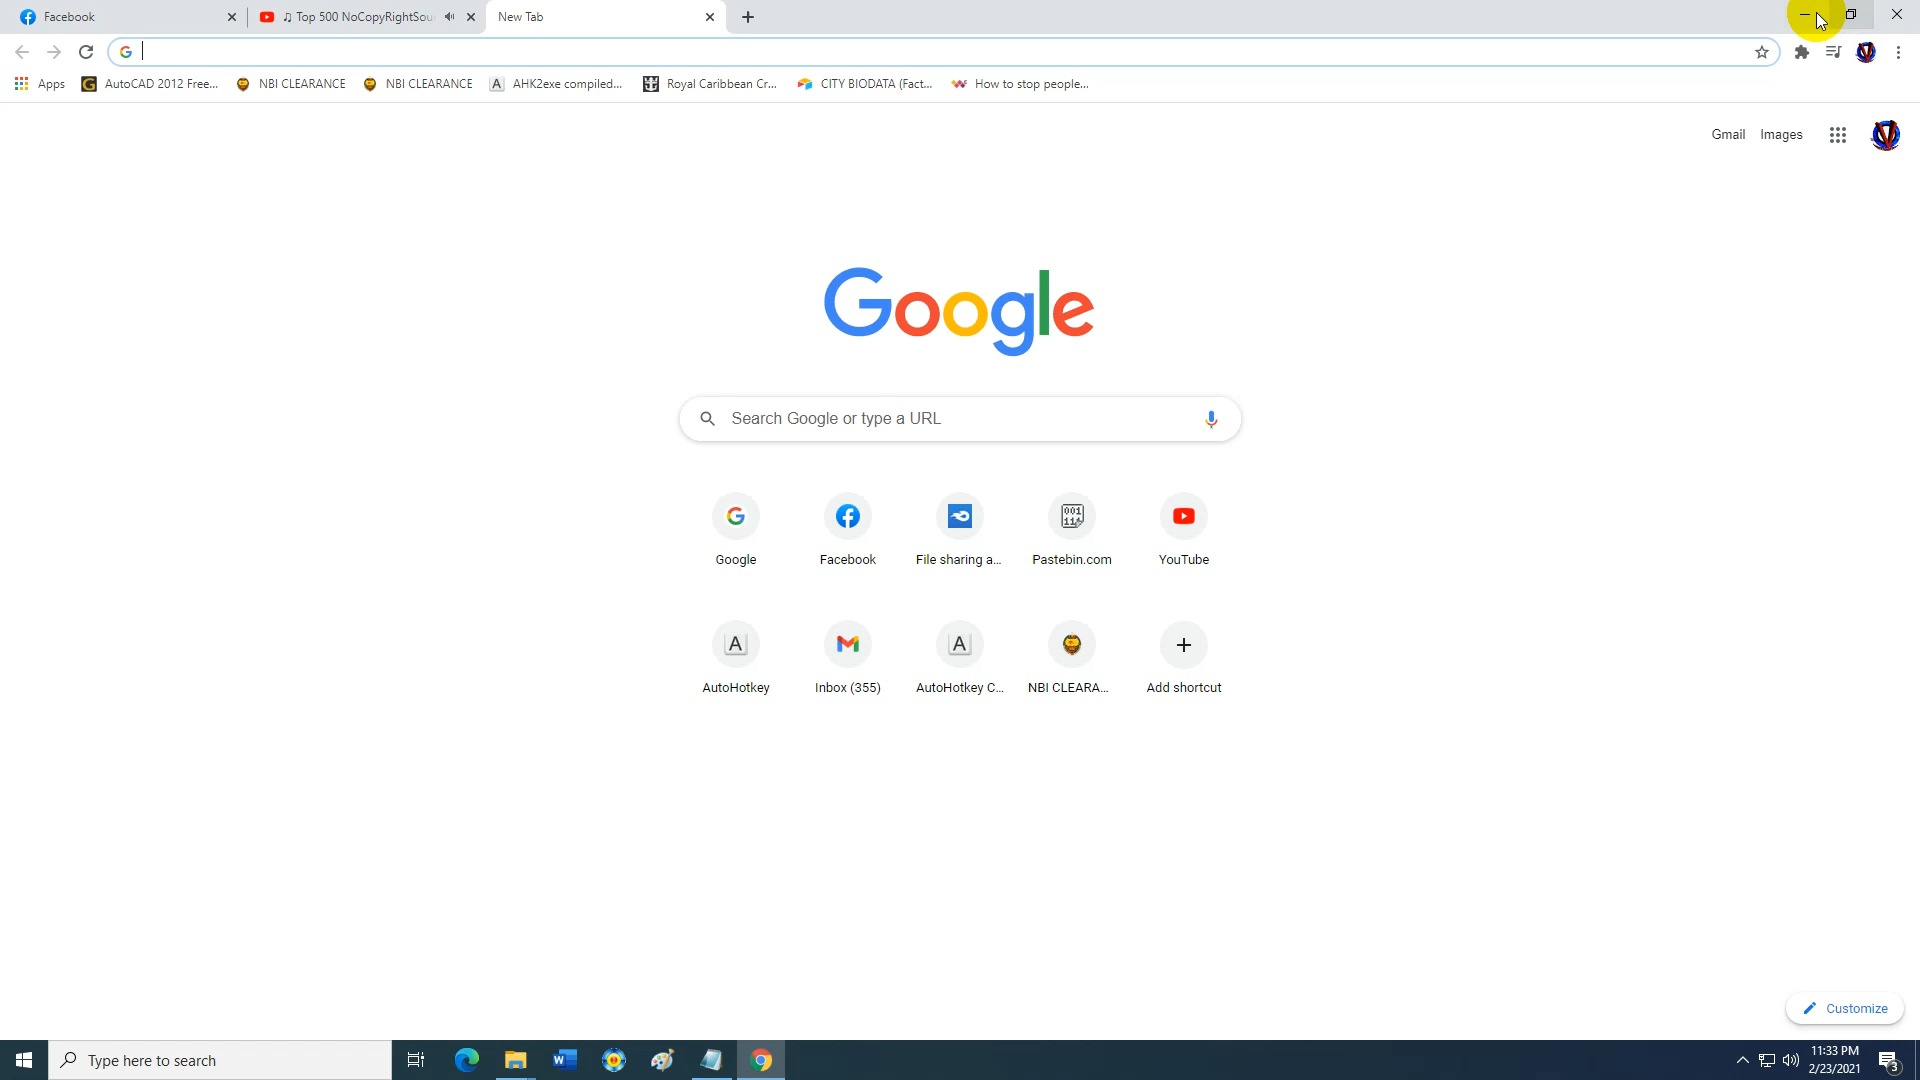 Facebook
♫ Top 500 NoCopyRightSou
New Tab
Apps
AutoCAD 2012 Free...
NBI CLEARANCE
NBI CLEARANCE
A
AHK2exe compiled...
Royal Caribbean Cr...
CITY BIODATA (Fact...
How to stop people...
Gmail
Images
Google
Search Google or type a URL
Google
Facebook
File sharing a...
Pastebin.com
YouTube
A
AutoHotkey
Inbox (355)
A
AutoHotkey C...
NBI CLEARA...
Add shortcut
Customize
Type here to search
11:33 PM
2/23/2021
3